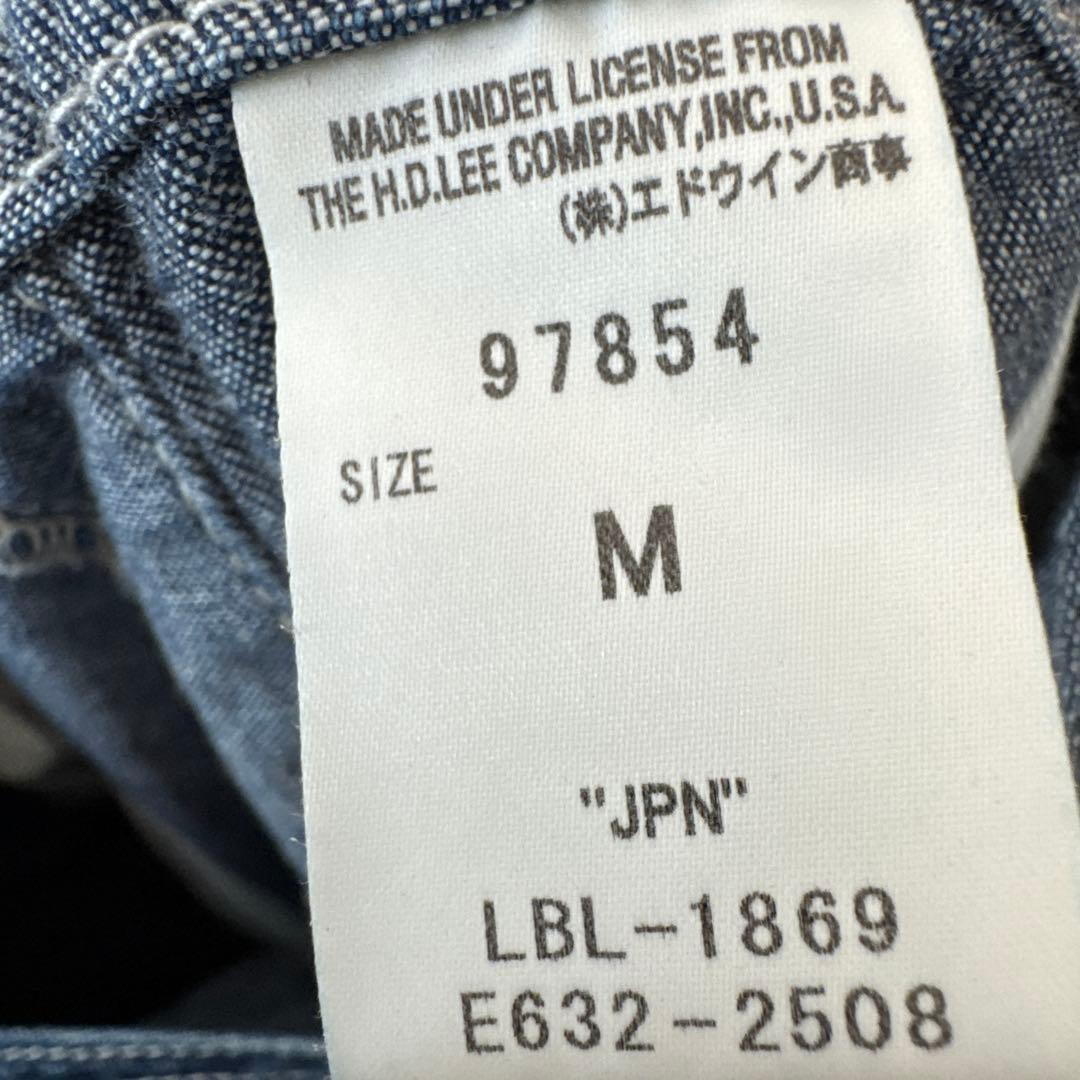 MADE UNDER LICENSE FROM
THE H.D.LEE COMPANY,INC.,U.S.A.
(株)エドウイン商事
97854
SIZE
M
"JPN"
LBL-1869
E632-2508